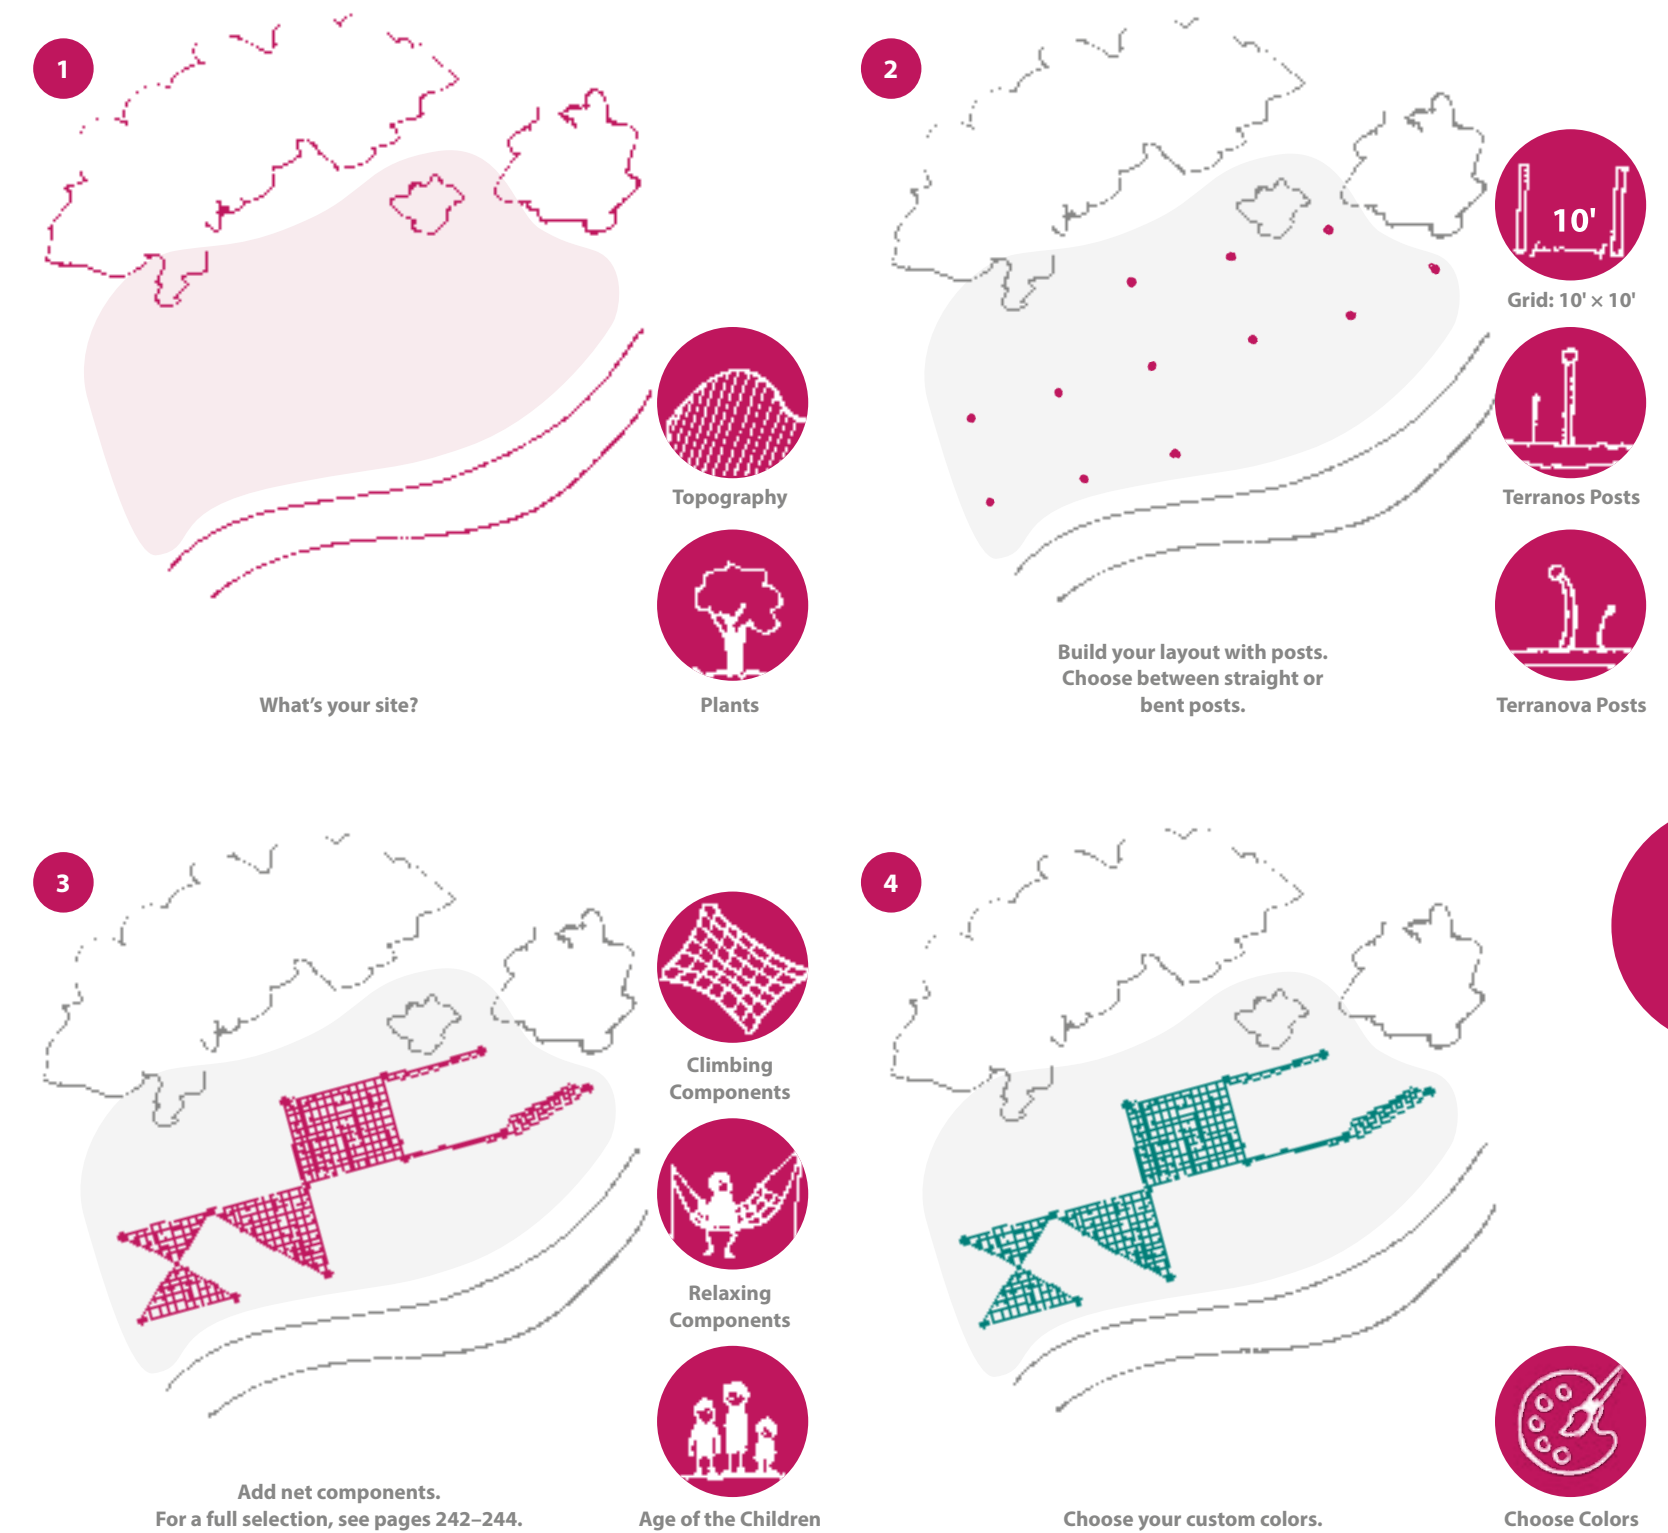 1
Topography
Plants
What's your site?
2
10'
Grid: 10' × 10'
Terranos Posts
Terranova Posts
Build your layout with posts.
Choose between straight or
bent posts.
3
Climbing
Components
Relaxing
Components
Age of the Children
Add net components.
For a full selection, see pages 242–244.
4
Choose your custom colors.
Choose Colors